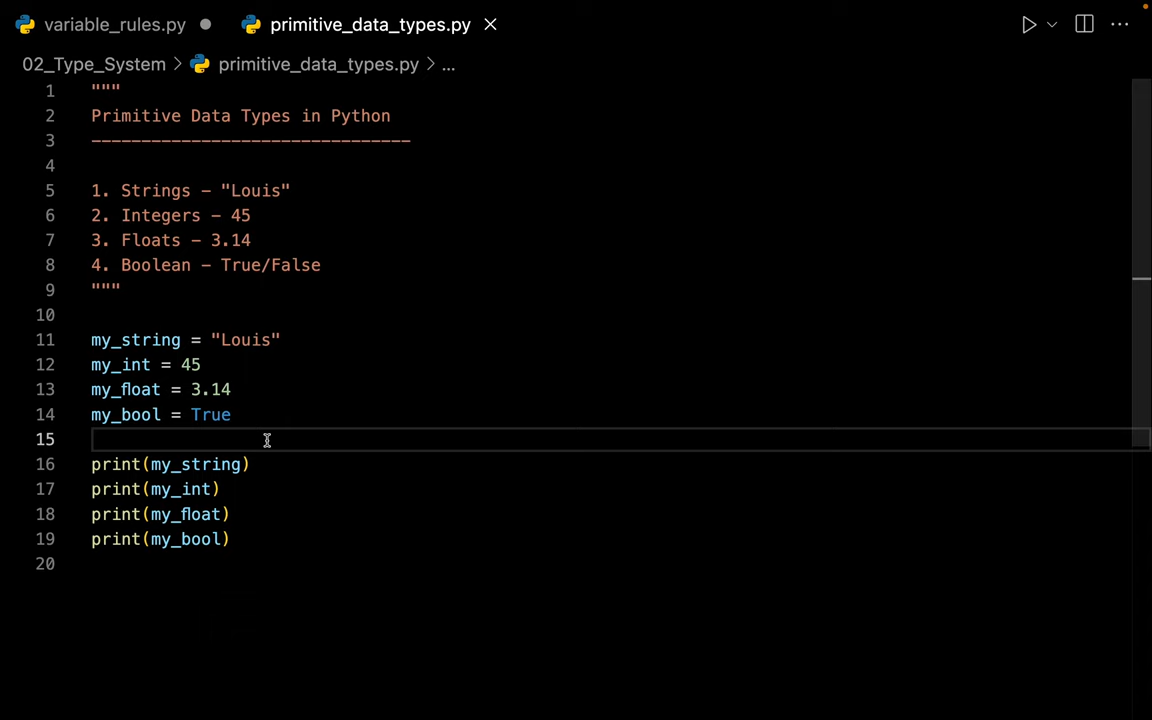 variable_rules.py
primitive_data_types.py
02_Type_System > primitive_data_types.py > ...
1 """
2 Primitive Data Types in Python
3 --------------------------------
4
5 1. Strings - "Louis"
6 2. Integers - 45
7 3. Floats - 3.14
8 4. Boolean - True/False
9 """
10
11 my_string = "Louis"
12 my_int = 45
13 my_float = 3.14
14 my_bool = True
15
16 print(my_string)
17 print(my_int)
18 print(my_float)
19 print(my_bool)
20